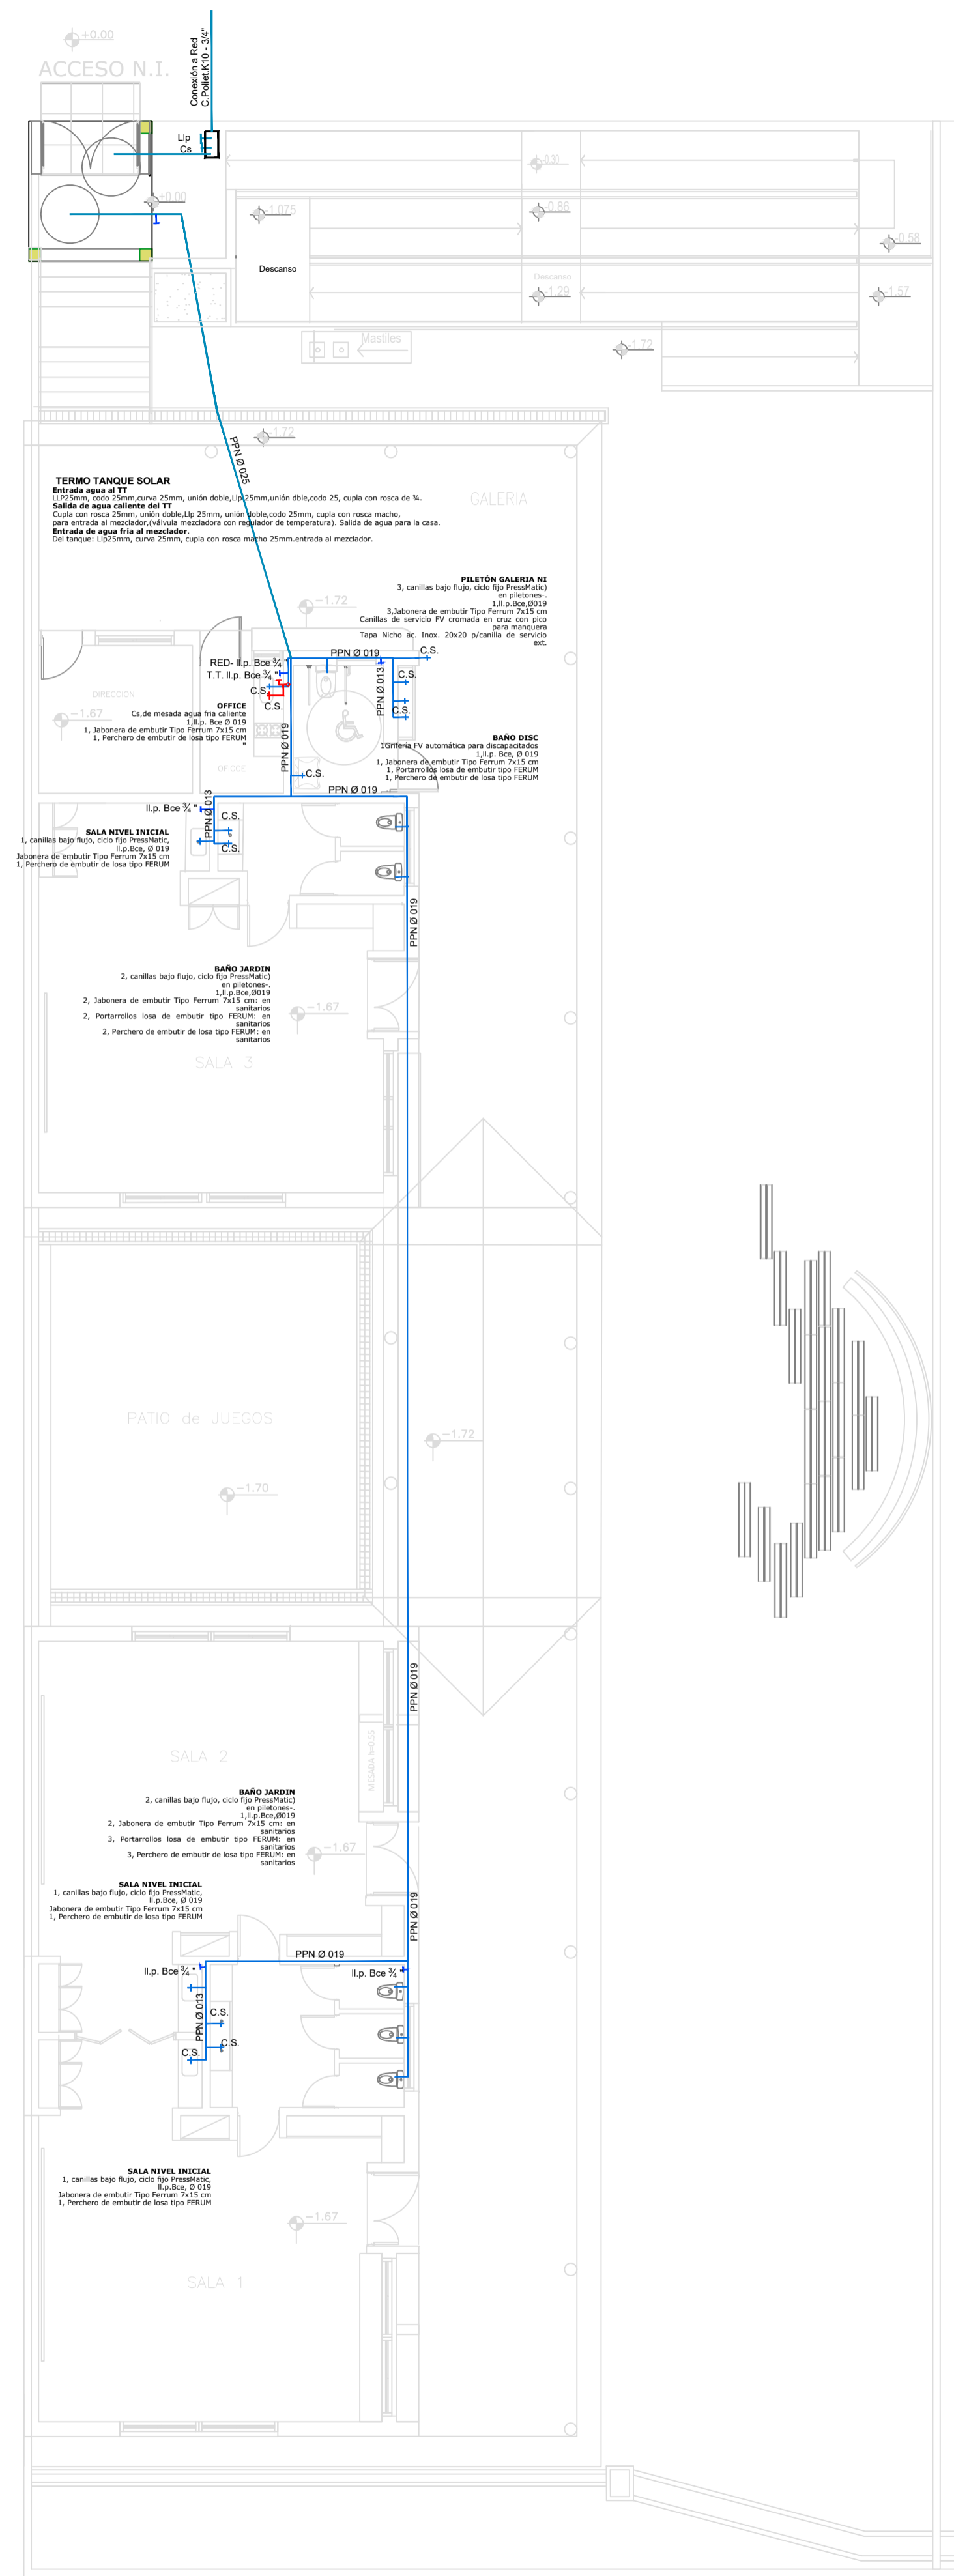 +0.00
ACCESO N.I.
Conexión a Red
C.Poliet.K10 - 3/4"
Llp
Cs
+0.00
-1.075
-0.30
-0.86
-0.58
Descanso
Descanso
-1.29
-1.57
Mastiles
-1.72
-1.72
PPN Ø 025
TERMO TANQUE SOLAR
Entrada agua al TT
LLP25mm, codo 25mm,curva 25mm, unión doble,Llp 25mm,unión dble,codo 25, cupla con rosca de ¾.
Salida de agua caliente del TT
Cupla con rosca 25mm, unión doble,Llp 25mm, unión doble,codo 25mm, cupla con rosca macho,
para entrada al mezclador,(válvula mezcladora con regulador de temperatura). Salida de agua para la casa.
Entrada de agua fría al mezclador.
Del tanque: Llp25mm, curva 25mm, cupla con rosca macho 25mm.entrada al mezclador.
GALERIA
PILETÓN GALERIA NI
3, canillas bajo flujo, ciclo fijo PressMatic)
en piletones-.
1,ll.p.Bce,Ø019
3,Jabonera de embutir Tipo Ferrum 7x15 cm
Canillas de servicio FV cromada en cruz con pico
para manquera
Tapa Nicho ac. Inox. 20x20 p/canilla de servicio
ext.
-1.72
PPN Ø 019
C.S.
RED- ll.p. Bce ¾ "
T.T. ll.p. Bce ¾ "
C.S.
C.S.
C.S.
PPN Ø 013
C.S.
DIRECCION
-1.67
OFFICE
Cs,de mesada agua fria caliente
1,ll.p. Bce Ø 019
1, Jabonera de embutir Tipo Ferrum 7x15 cm
1, Perchero de embutir de losa tipo FERUM
"
OFICCE
PPN Ø 019
BAÑO DISC
1Grifería FV automática para discapacitados
1,ll.p. Bce, Ø 019
1, Jabonera de embutir Tipo Ferrum 7x15 cm
1, Portarrollos losa de embutir tipo FERUM
1, Perchero de embutir de losa tipo FERUM
C.S.
PPN Ø 019
ll.p. Bce ¾ "
PPN Ø 013
C.S.
C.S.
SALA NIVEL INICIAL
1, canillas bajo flujo, ciclo fijo PressMatic,
ll.p.Bce, Ø 019
Jabonera de embutir Tipo Ferrum 7x15 cm
1, Perchero de embutir de losa tipo FERUM
PPN Ø 019
BAÑO JARDIN
2, canillas bajo flujo, ciclo fijo PressMatic)
en piletones-.
1,ll.p.Bce,Ø019
2, Jabonera de embutir Tipo Ferrum 7x15 cm: en
sanitarios
2, Portarrollos losa de embutir tipo FERUM: en
sanitarios
2, Perchero de embutir de losa tipo FERUM: en
sanitarios
-1.67
SALA 3
PATIO de JUEGOS
-1.72
-1.70
PPN Ø 019
SALA 2
MESADA h=0.55
BAÑO JARDIN
2, canillas bajo flujo, ciclo fijo PressMatic)
en piletones-.
1,ll.p.Bce,Ø019
2, Jabonera de embutir Tipo Ferrum 7x15 cm: en
sanitarios
3, Portarrollos losa de embutir tipo FERUM: en
sanitarios
3, Perchero de embutir de losa tipo FERUM: en
sanitarios
-1.67
SALA NIVEL INICIAL
1, canillas bajo flujo, ciclo fijo PressMatic,
ll.p.Bce, Ø 019
Jabonera de embutir Tipo Ferrum 7x15 cm
1, Perchero de embutir de losa tipo FERUM
PPN Ø 019
PPN Ø 019
ll.p. Bce ¾ "
ll.p. Bce ¾ "
PPN Ø 013
C.S.
C.S.
C.S.
SALA NIVEL INICIAL
1, canillas bajo flujo, ciclo fijo PressMatic,
ll.p.Bce, Ø 019
Jabonera de embutir Tipo Ferrum 7x15 cm
1, Perchero de embutir de losa tipo FERUM
-1.67
SALA 1